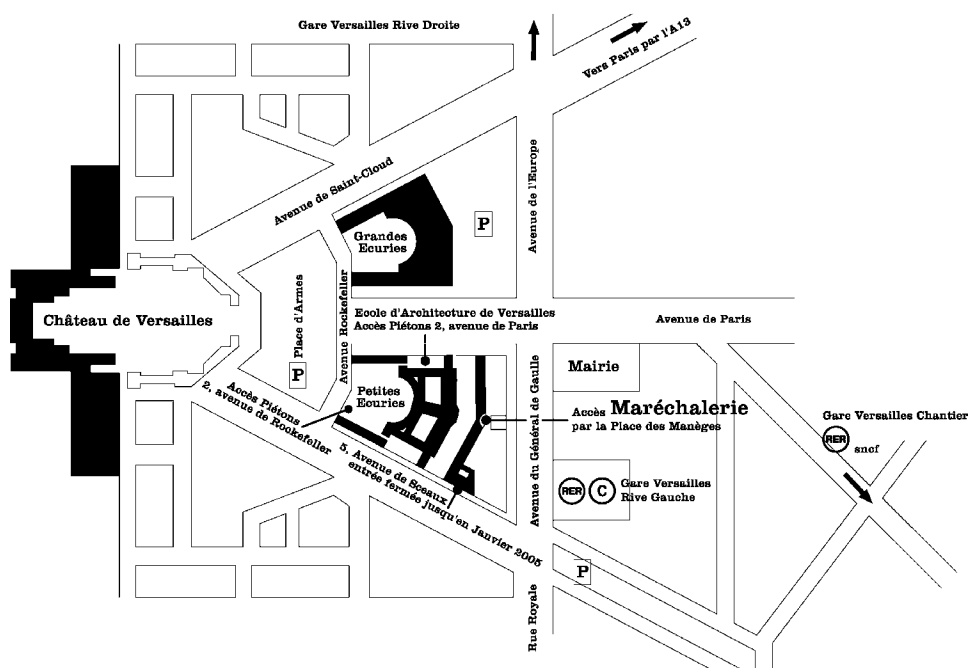 Gare Versailles Rive Droite
Vers Paris par l'A13
Avenue de Saint-Cloud
Avenue de l'Europe
P
Grandes
Ecuries
Château de Versailles
Place d'Armes
P
Avenue Rockefeller
Ecole d'Architecture de Versailles
Accès Piétons 2, avenue de Paris
Avenue de Paris
Accès Piétons
2, avenue de Rockefeller
Petites
Ecuries
Mairie
Avenue du Général de Gaulle
Accès Maréchalerie
par la Place des Manèges
Gare Versailles Chantier
RER
sncf
5, Avenue de Sceaux
entrée fermée jusqu'en Janvier 2005
RER
C
Gare Versailles
Rive Gauche
P
Rue Royale